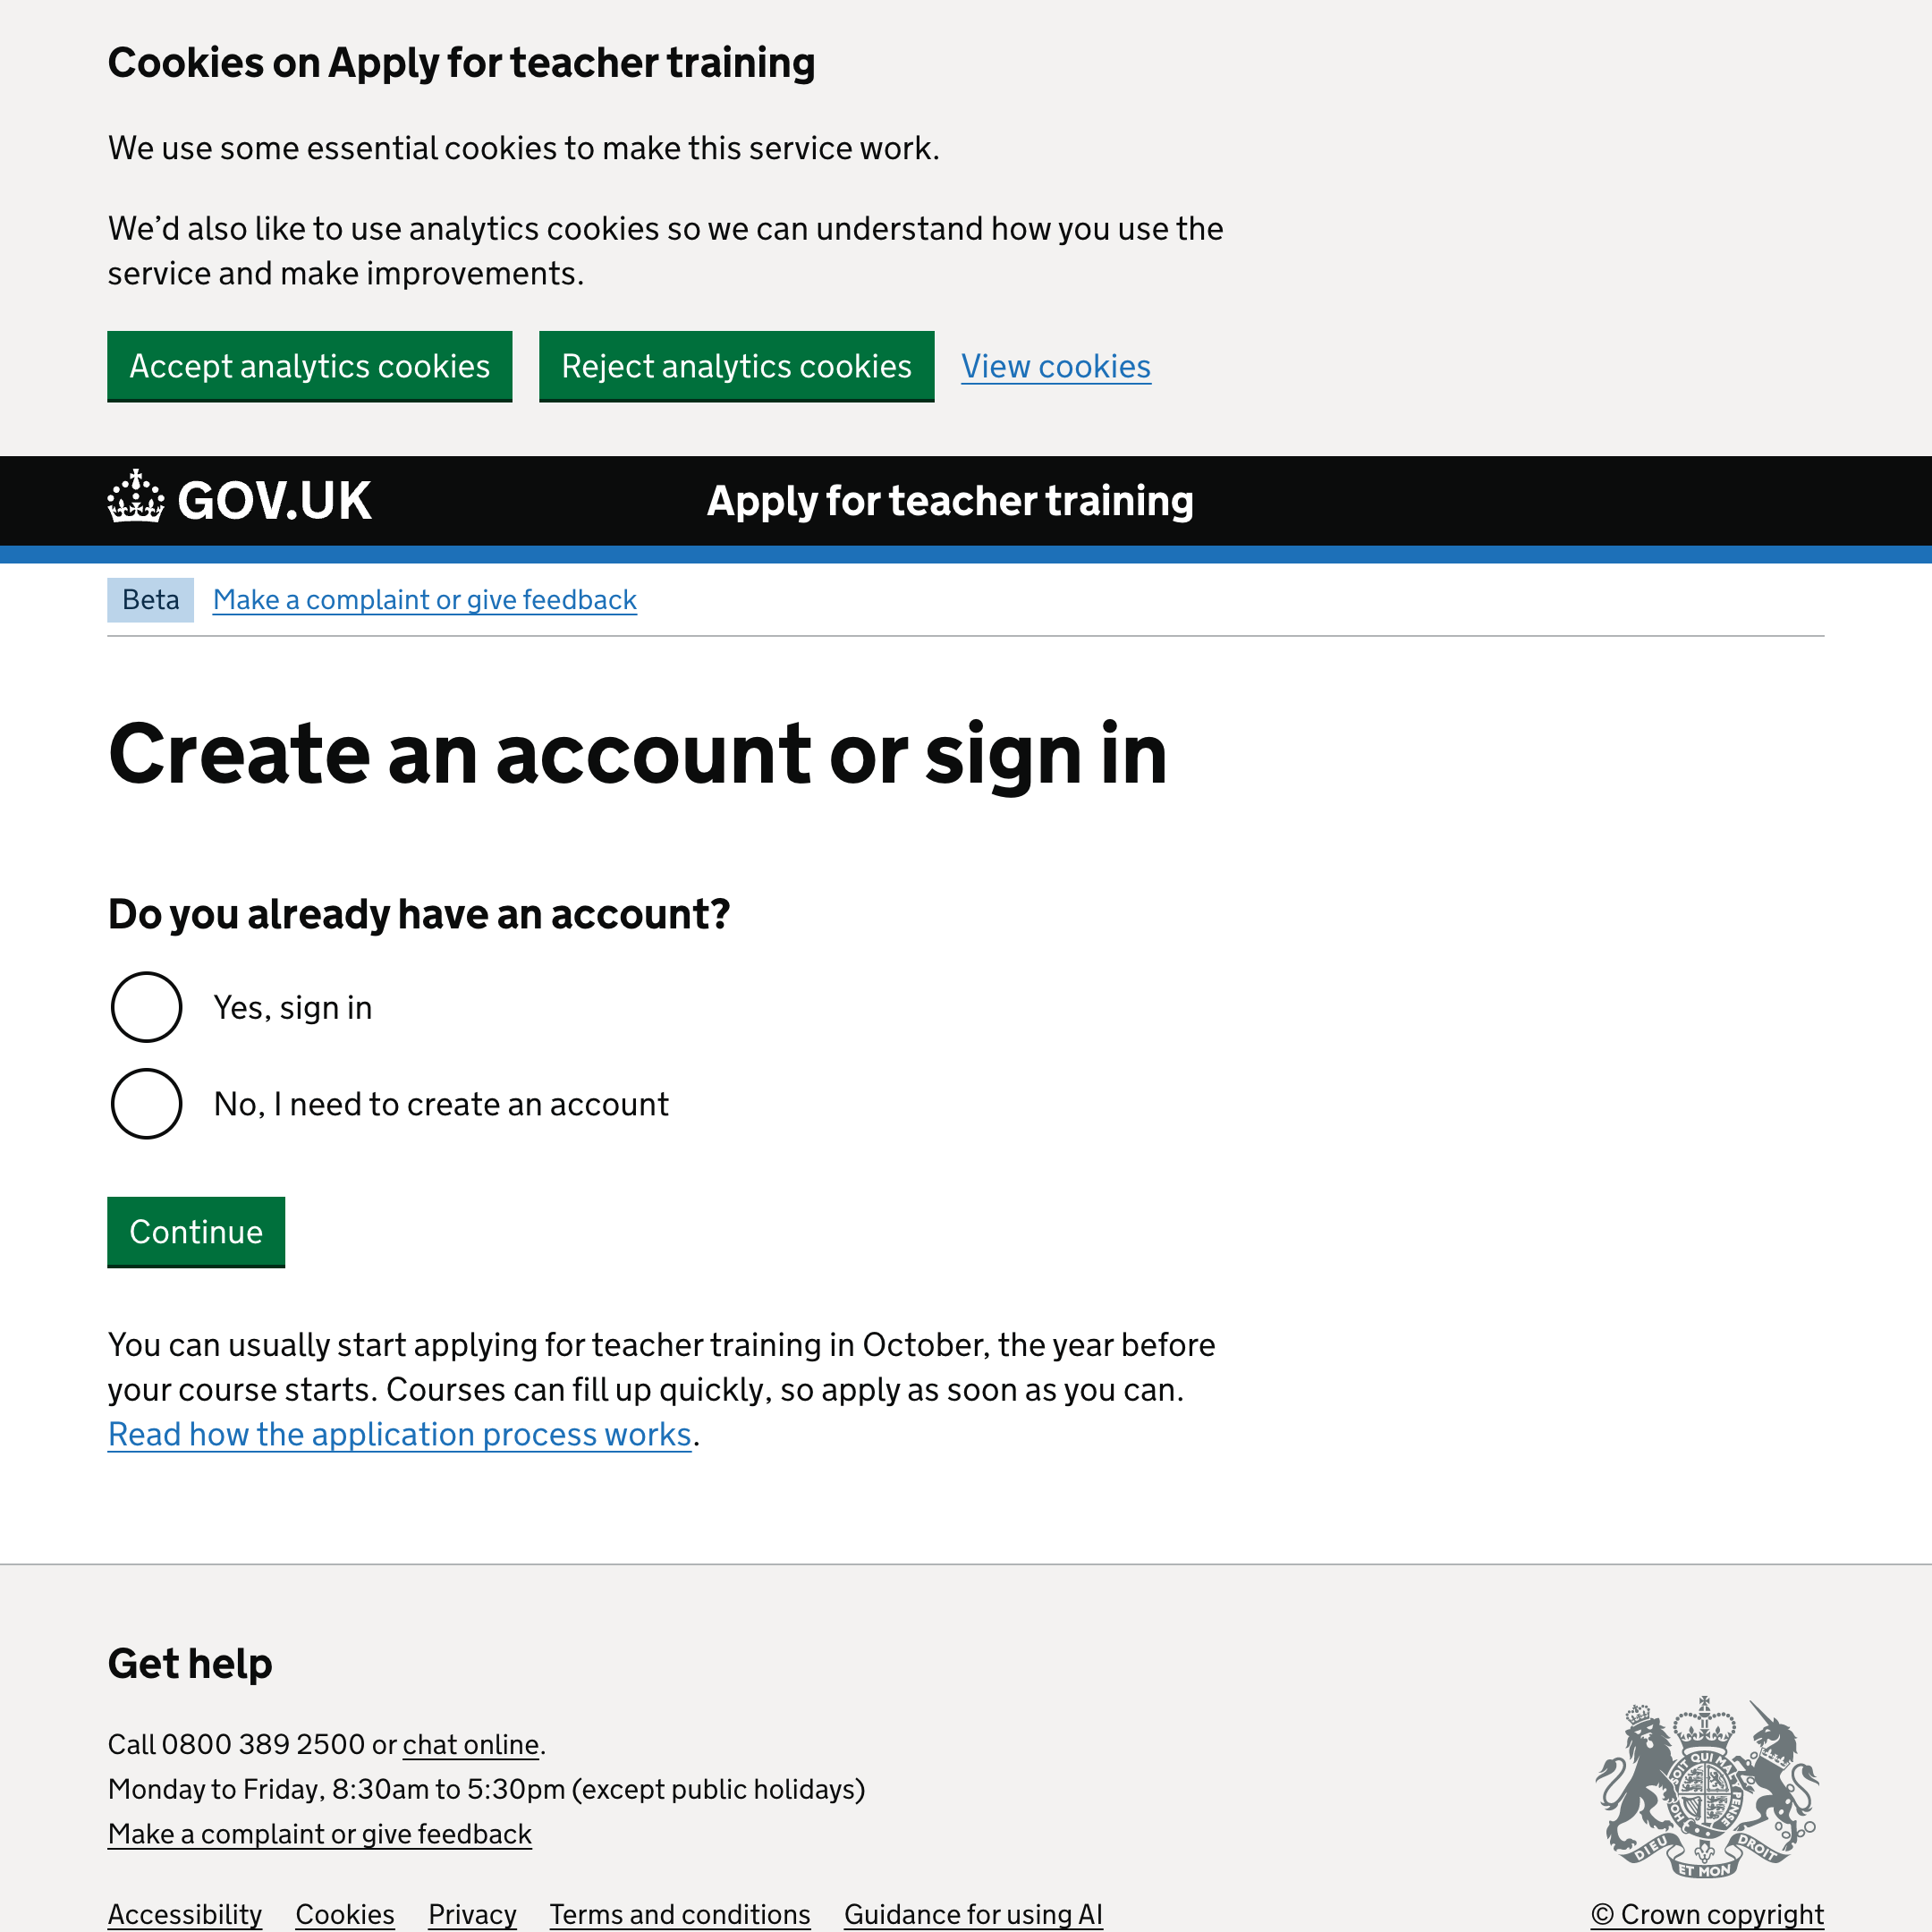 Cookies on Apply for teacher training
We use some essential cookies to make this service work.
We’d also like to use analytics cookies so we can understand how you use the
service and make improvements.
Accept analytics cookies Reject analytics cookies View cookies
GOV.UK Apply for teacher training
Beta Make a complaint or give feedback
Create an account or sign in
Do you already have an account?
Yes, sign in
No, I need to create an account
Continue
You can usually start applying for teacher training in October, the year before
your course starts. Courses can fill up quickly, so apply as soon as you can.
Read how the application process works.
Get help
Call 0800 389 2500 or chat online.
Monday to Friday, 8:30am to 5:30pm (except public holidays)
Make a complaint or give feedback
DIEU ET MON DROIT
Accessibility Cookies Privacy Terms and conditions Guidance for using AI © Crown copyright